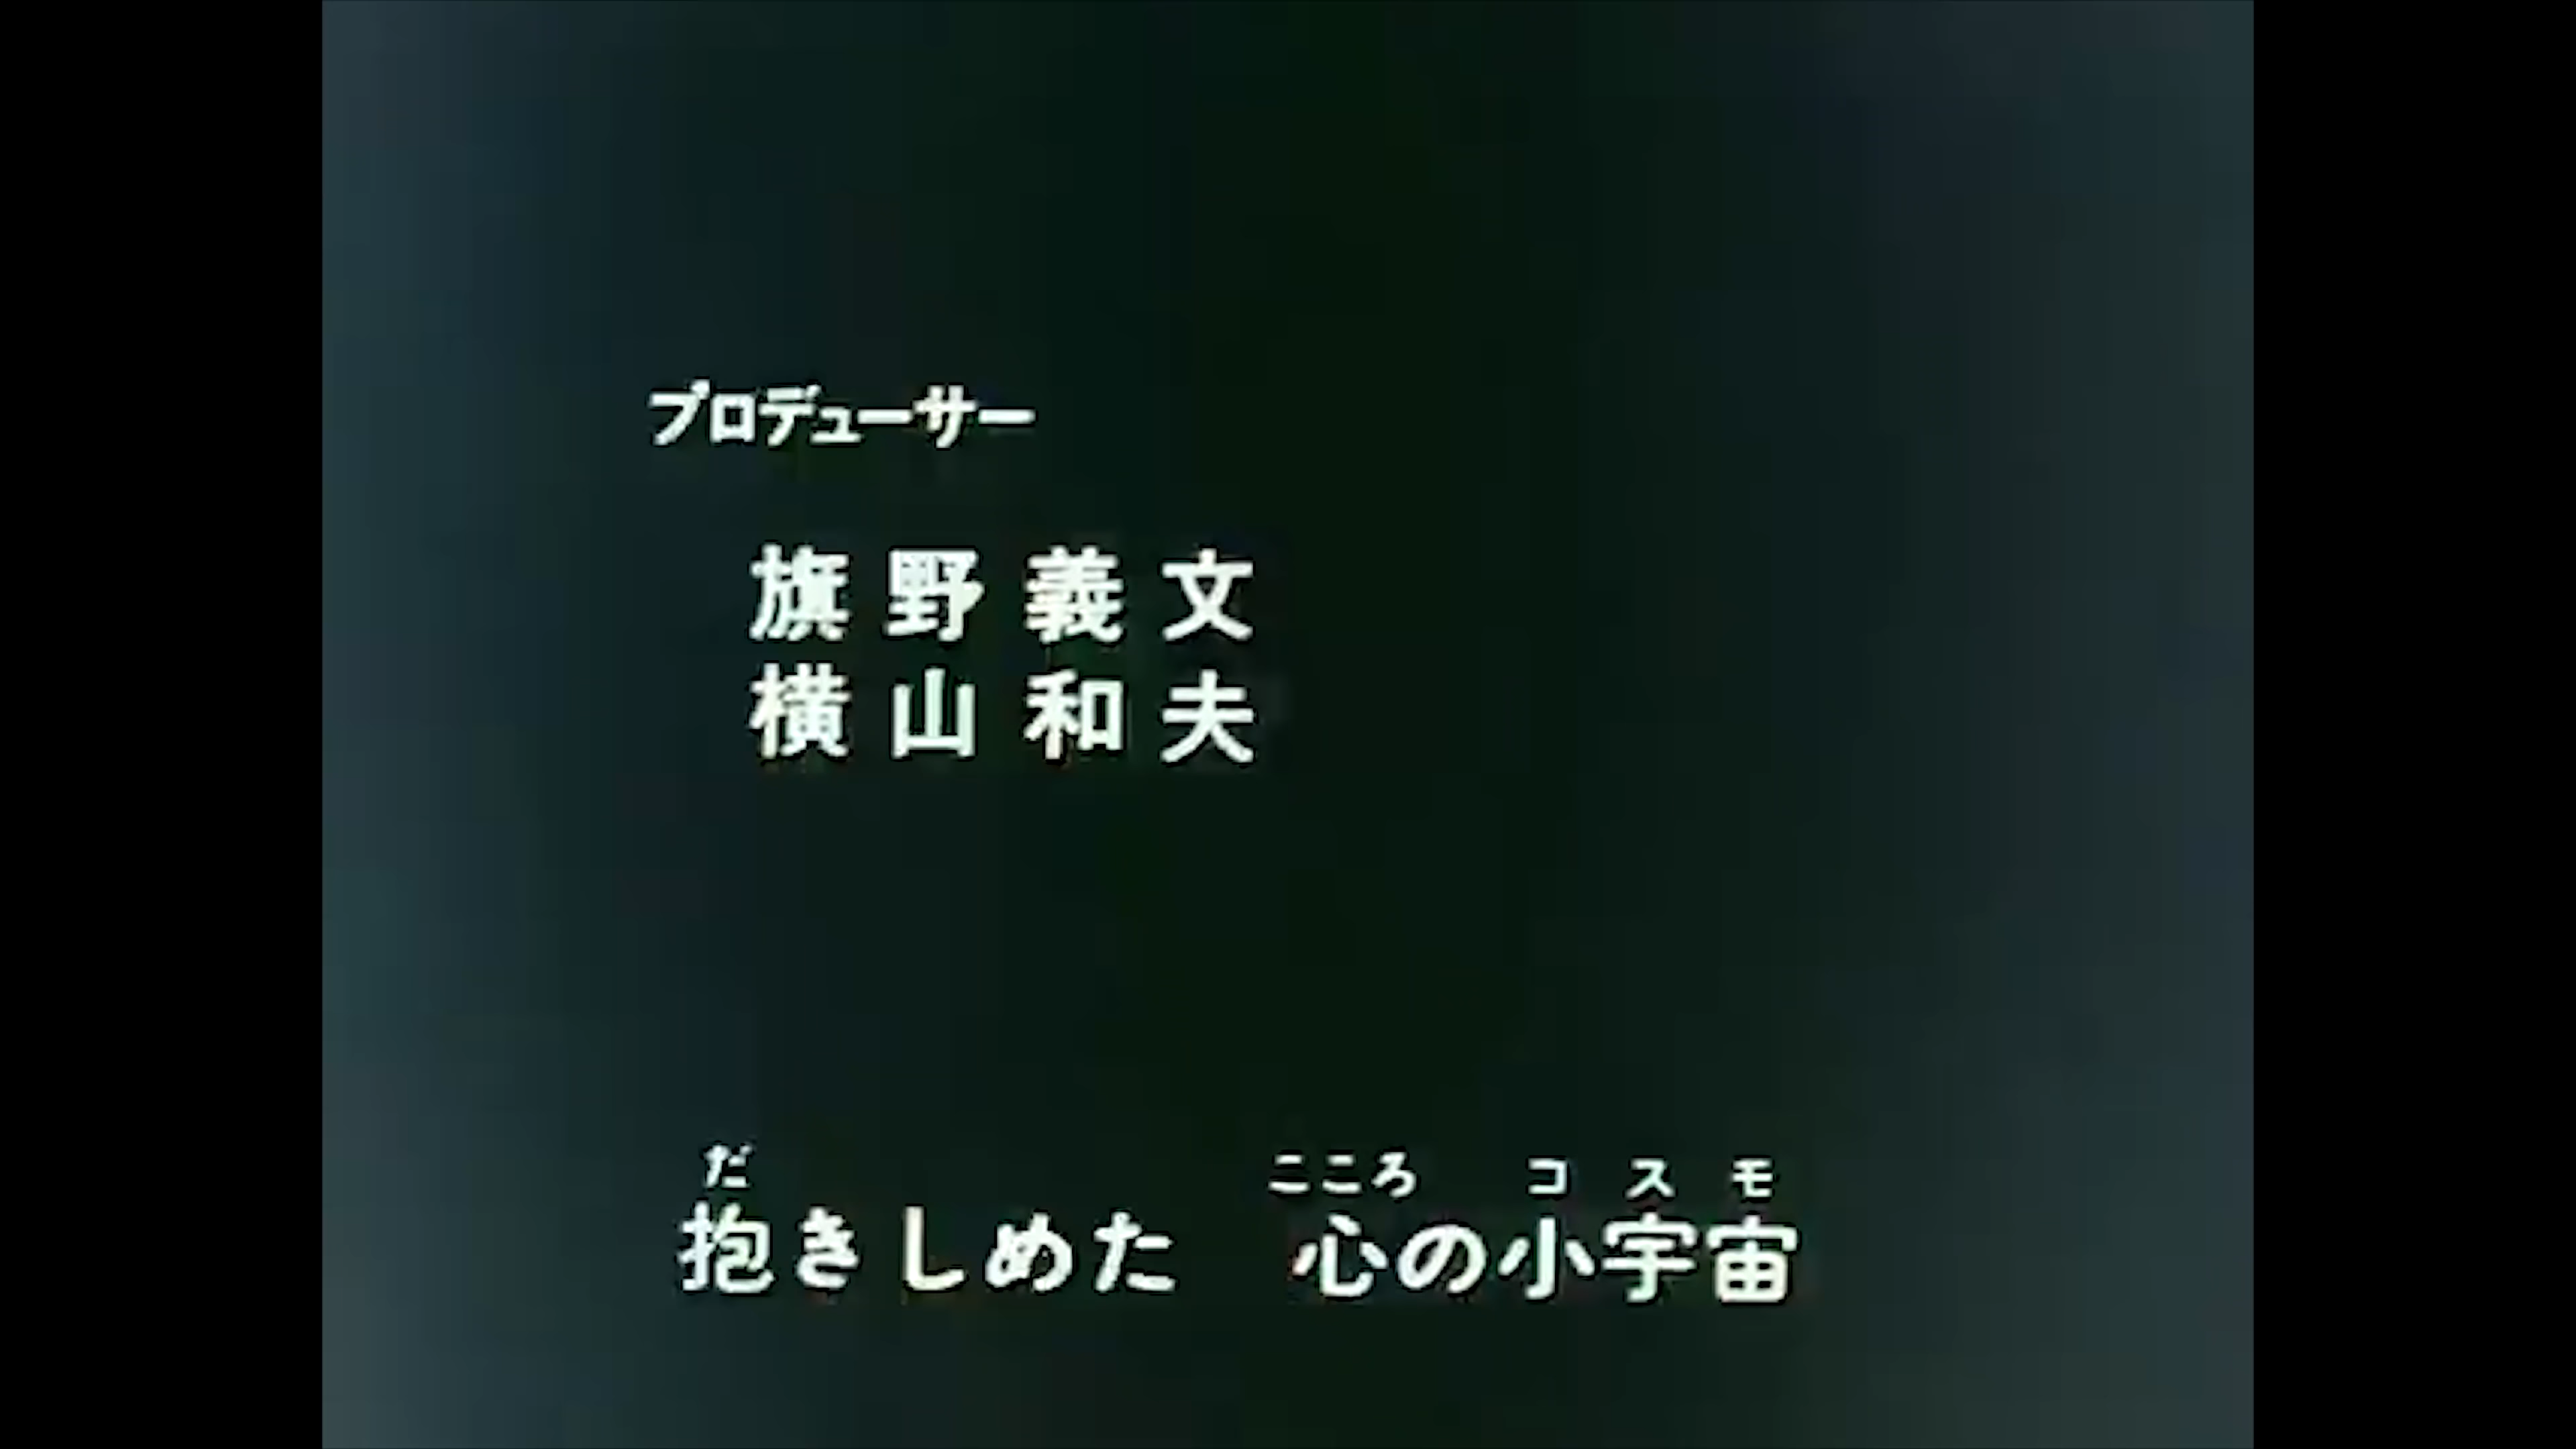 プロデューサー
旗野義文
横山和夫
だ こころ コスモ
抱きしめた 心の小宇宙